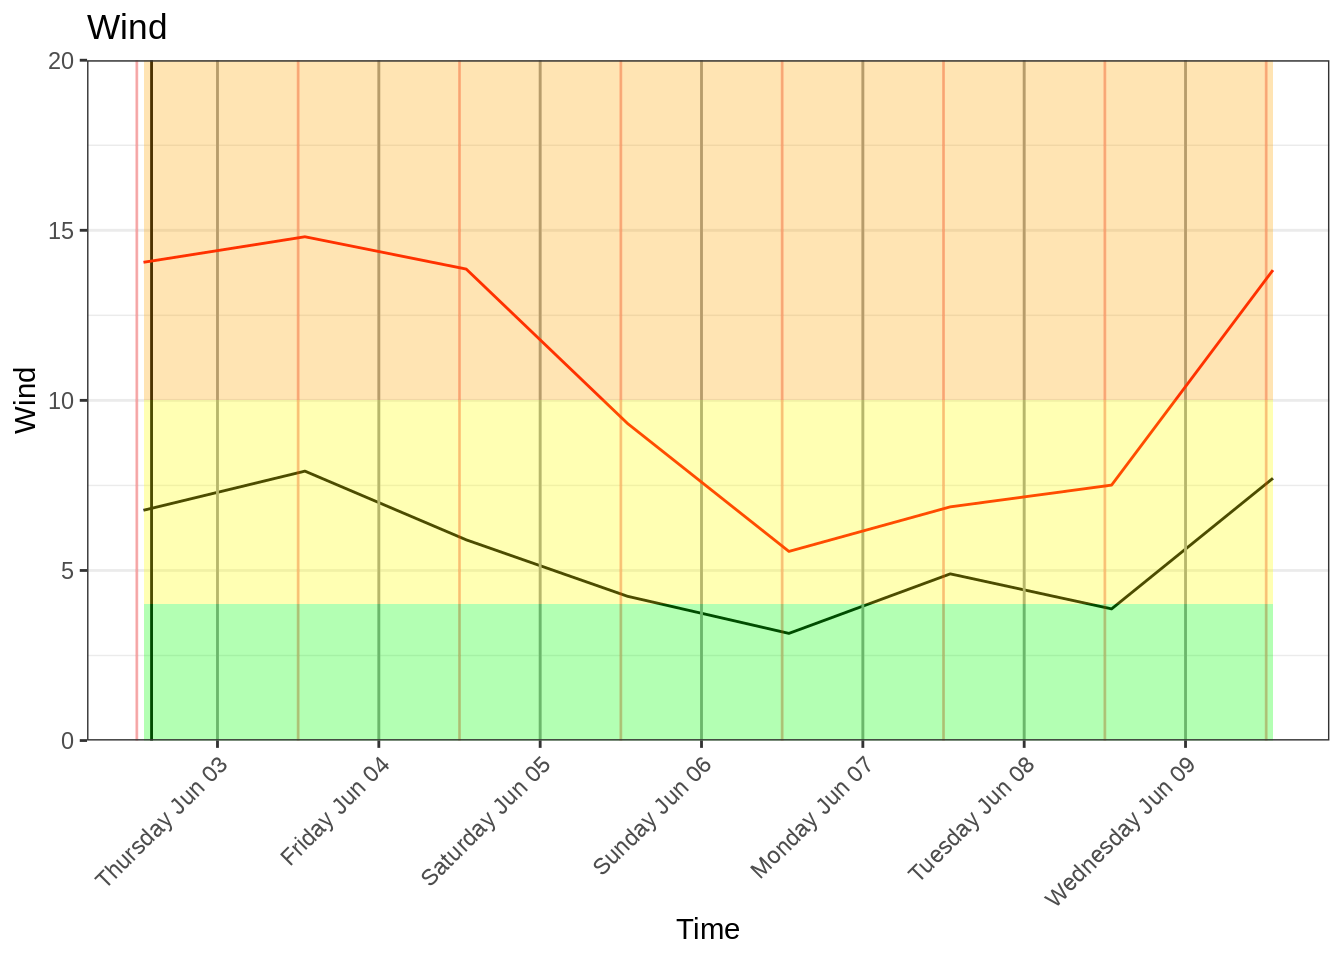 Wind
20
15
10
5
0
Wind
Thursday Jun 03
Friday Jun 04
Saturday Jun 05
Sunday Jun 06
Monday Jun 07
Tuesday Jun 08
Wednesday Jun 09
Time